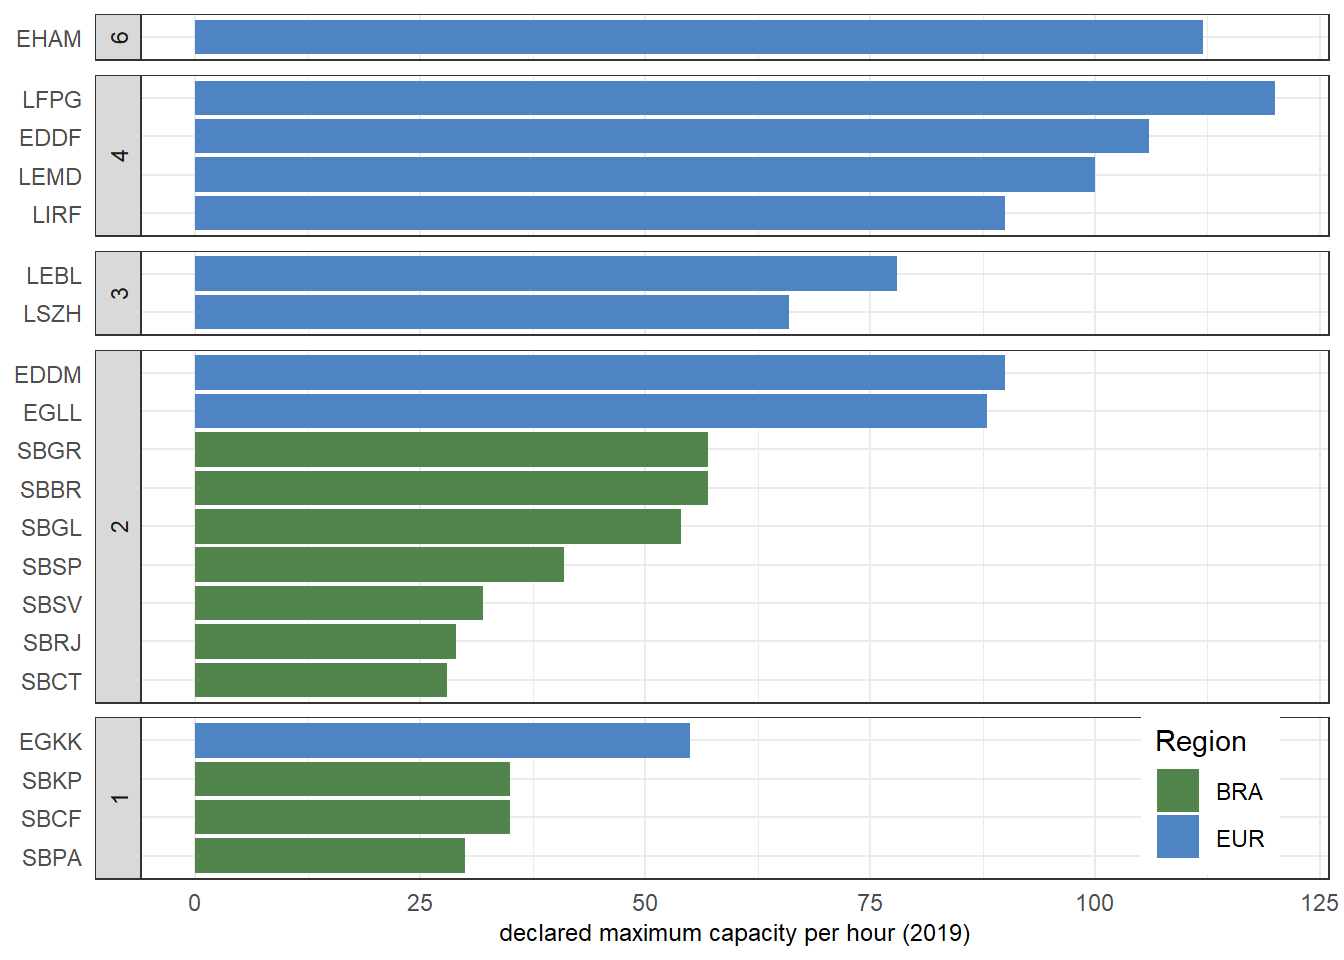 EHAM
6
LFPG
EDDF
LEMD
LIRF
4
LEBL
LSZH
3
EDDM
EGLL
SBGR
SBBR
SBGL
SBSP
SBSV
SBRJ
SBCT
2
EGKK
SBKP
SBCF
SBPA
1
Region
BRA
EUR
0 25 50 75 100 125
declared maximum capacity per hour (2019)